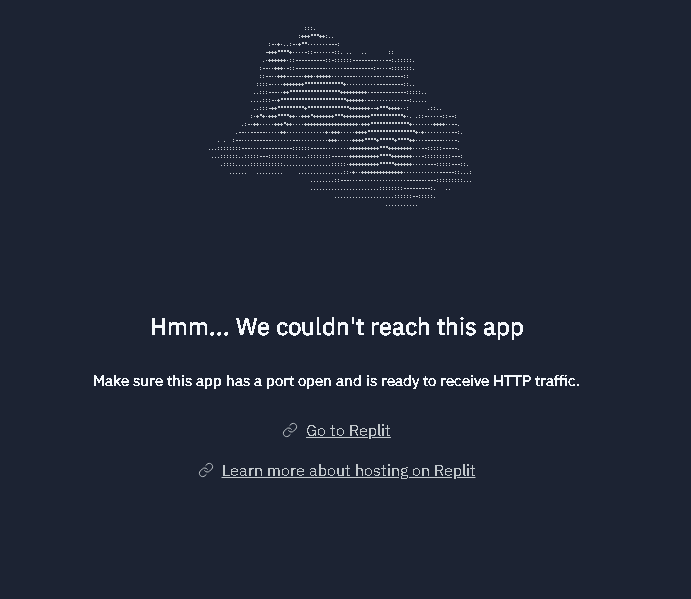 Hmm... We couldn't reach this app
Make sure this app has a port open and is ready to receive HTTP traffic.
Go to Replit
Learn more about hosting on Replit